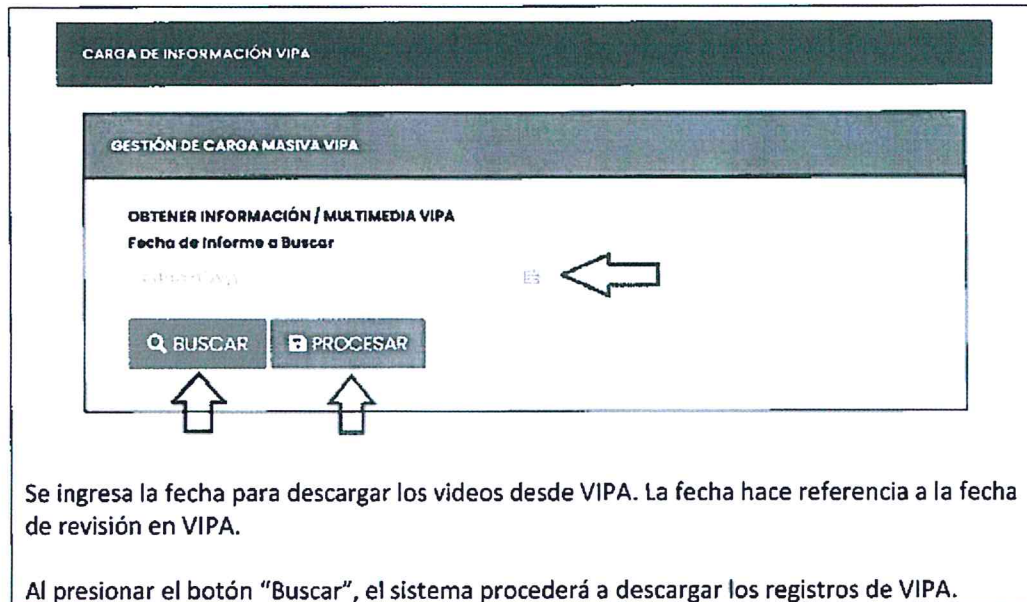 CARGA DE INFORMACIÓN VIPA
GESTIÓN DE CARGA MASIVA VIPA
OBTENER INFORMACIÓN / MULTIMEDIA VIPA
Fecha de Informe a Buscar
BUSCAR PROCESAR
Se ingresa la fecha para descargar los videos desde VIPA. La fecha hace referencia a la fecha
de revisión en VIPA.
Al presionar el botón "Buscar", el sistema procederá a descargar los registros de VIPA.